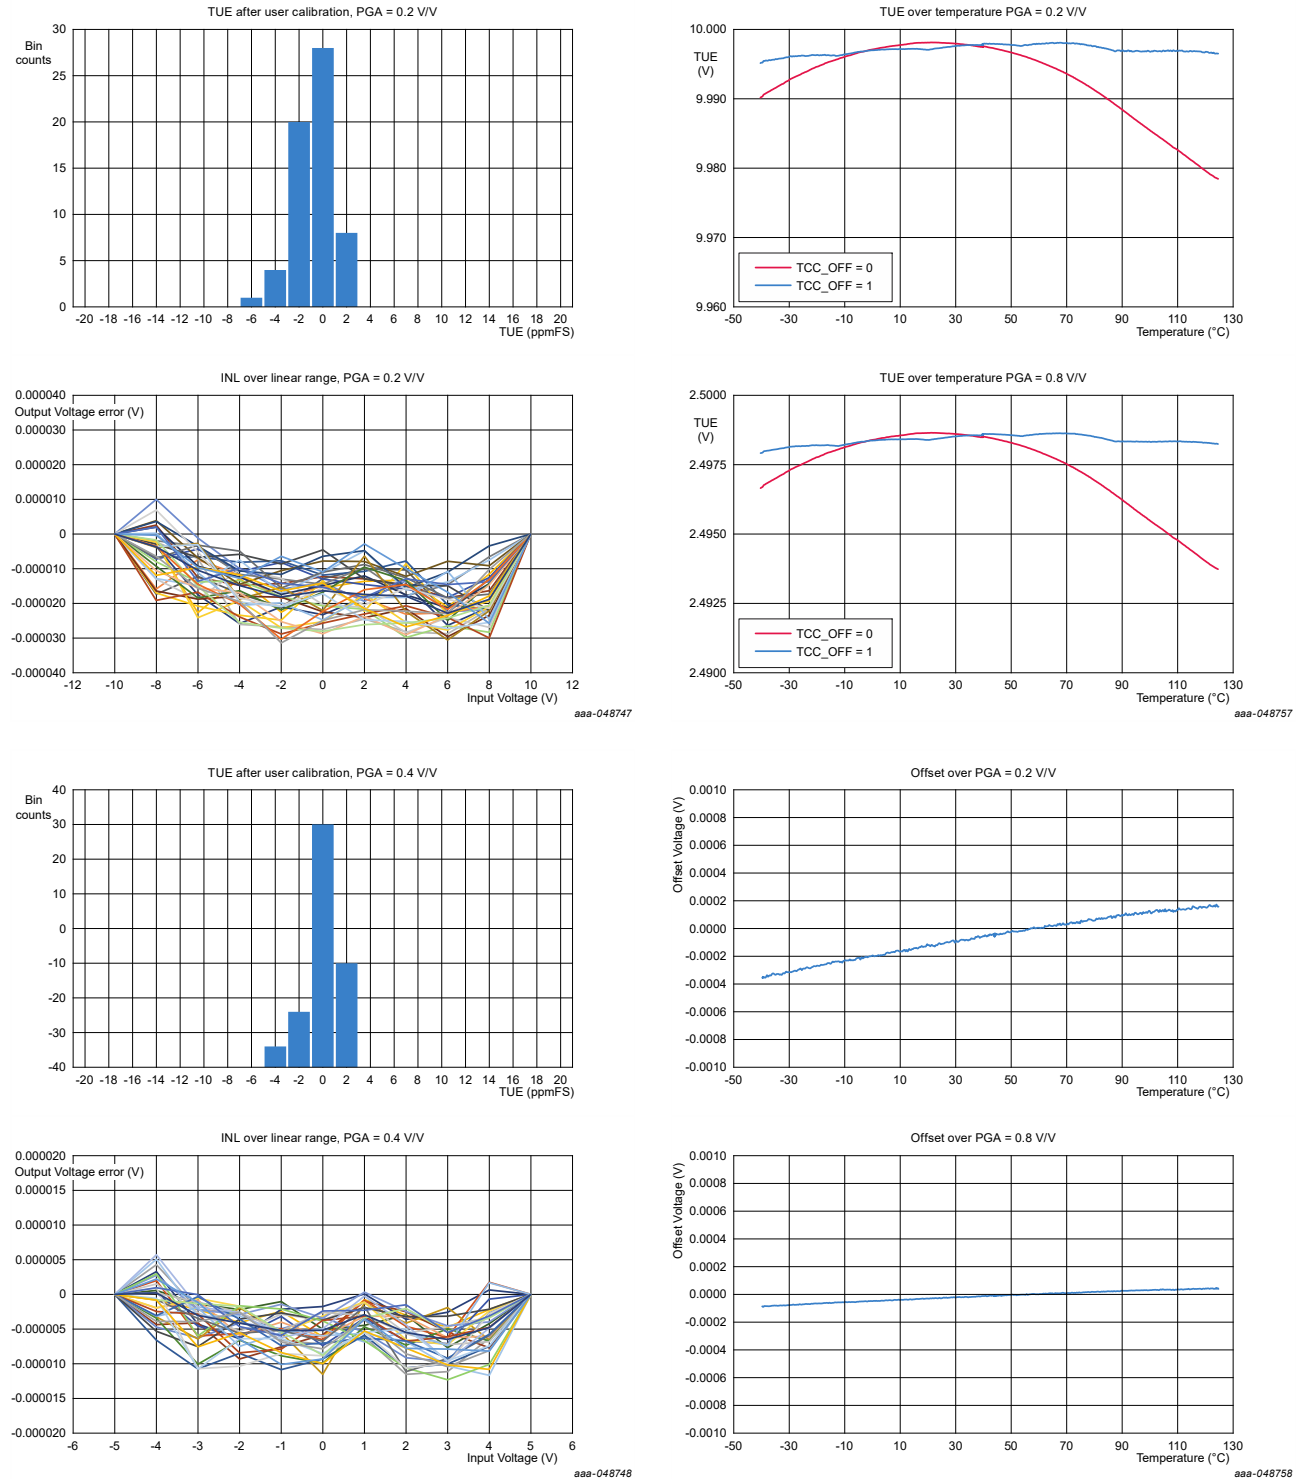 TUE after user calibration, PGA = 0.2 V/V
Bin
counts
30
25
20
15
10
5
0
-20 -18 -16 -14 -12 -10 -8 -6 -4 -2 0 2 4 6 8 10 12 14 16 18 20
TUE (ppmFS)
TUE over temperature PGA = 0.2 V/V
TUE
(V)
10.000
9.990
9.980
9.970
9.960
TCC_OFF = 0
TCC_OFF = 1
-50 -30 -10 10 30 50 70 90 110 130
Temperature (°C)
INL over linear range, PGA = 0.2 V/V
0.000040
Output Voltage error (V)
0.000030
0.000020
0.000010
0
-0.000010
-0.000020
-0.000030
-0.000040
-12 -10 -8 -6 -4 -2 0 2 4 6 8 10 12
Input Voltage (V)
aaa-048747
TUE over temperature PGA = 0.8 V/V
2.5000
TUE
(V)
2.4975
2.4950
2.4925
2.4900
TCC_OFF = 0
TCC_OFF = 1
-50 -30 -10 10 30 50 70 90 110 130
Temperature (°C)
aaa-048757
TUE after user calibration, PGA = 0.4 V/V
40
Bin
counts
30
20
10
0
-10
-20
-30
-40
-20 -18 -16 -14 -12 -10 -8 -6 -4 -2 0 2 4 6 8 10 12 14 16 18 20
TUE (ppmFS)
Offset over PGA = 0.2 V/V
Offset Voltage (V)
0.0010
0.0008
0.0006
0.0004
0.0002
0.0000
-0.0002
-0.0004
-0.0006
-0.0008
-0.0010
-50 -30 -10 10 30 50 70 90 110 130
Temperature (°C)
INL over linear range, PGA = 0.4 V/V
0.000020
Output Voltage error (V)
0.000015
0.000010
0.000005
0
-0.000005
-0.000010
-0.000015
-0.000020
-6 -5 -4 -3 -2 -1 0 1 2 3 4 5 6
Input Voltage (V)
aaa-048748
Offset over PGA = 0.8 V/V
Offset Voltage (V)
0.0010
0.0008
0.0006
0.0004
0.0002
0.0000
-0.0002
-0.0004
-0.0006
-0.0008
-0.0010
-50 -30 -10 10 30 50 70 90 110 130
Temperature (°C)
aaa-048758